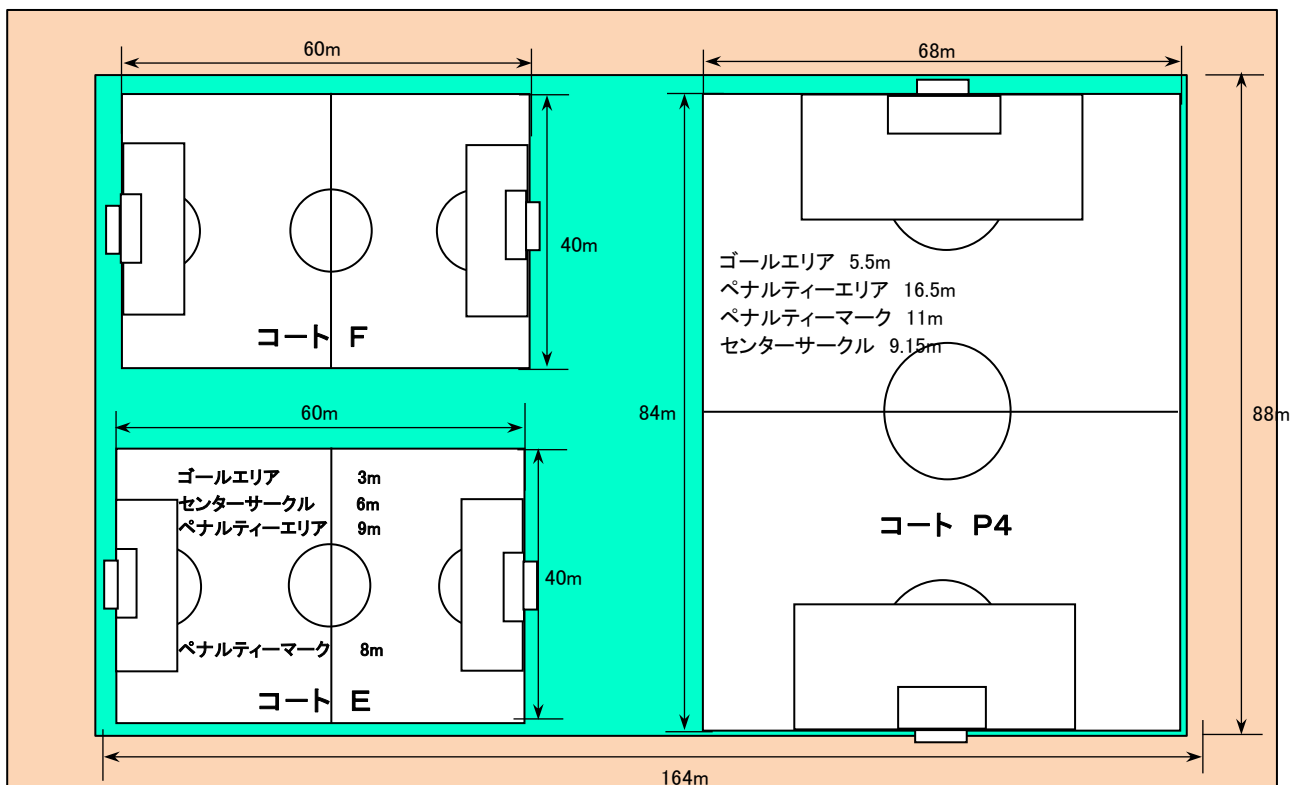 60m
68m
40m
コート F
ゴールエリア 5.5m
ペナルティーエリア 16.5m
ペナルティーマーク 11m
センターサークル 9.15m
60m
84m
88m
ゴールエリア 3m
センターサークル 6m
ペナルティーエリア 9m
コート P4
40m
ペナルティーマーク 8m
コート E
164m